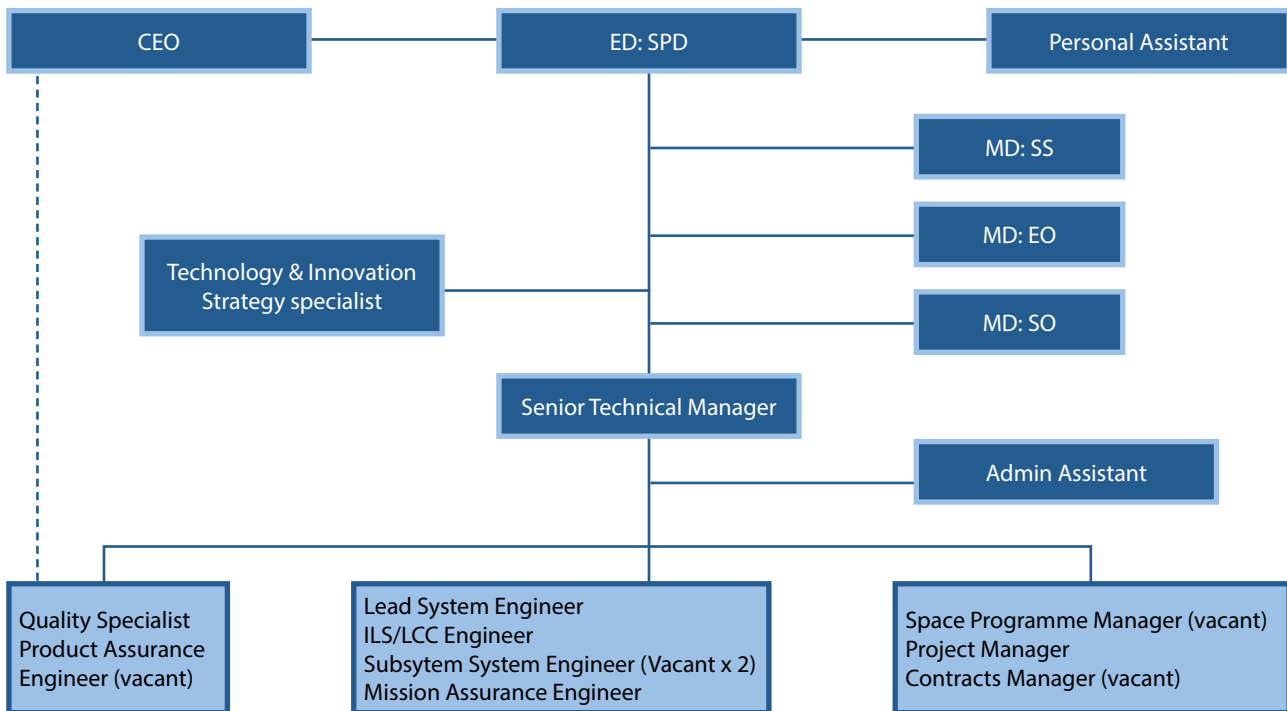 CEO
ED: SPD
Personal Assistant
MD: SS
MD: EO
Technology & Innovation
Strategy specialist
MD: SO
Senior Technical Manager
Admin Assistant
Quality Specialist
Product Assurance
Engineer (vacant)
Lead System Engineer
ILS/LCC Engineer
Subsytem System Engineer (Vacant x 2)
Mission Assurance Engineer
Space Programme Manager (vacant)
Project Manager
Contracts Manager (vacant)